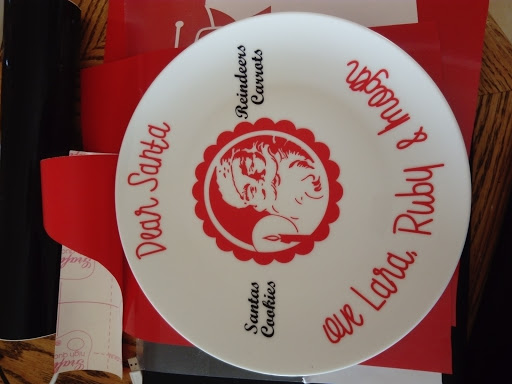 Dear Santa
Santas
Cookies
Reindeers
Carrots
ove Lara, Ruby & Imogen